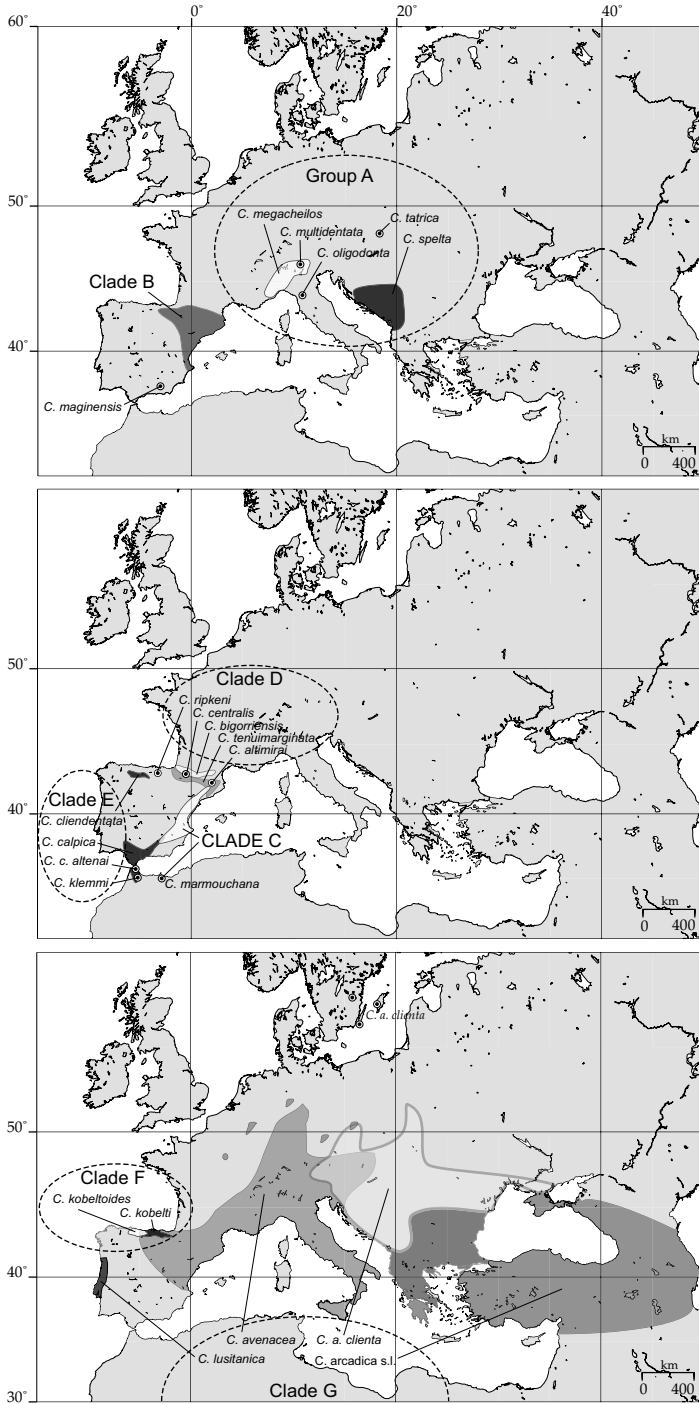 0° 20° 40°
60°
Group A
50°
C. megacheilos
C. tatrica
C. multidentata
C. spelta
C. oligodonta
Clade B
40°
C. maginensis
km
0 400
50°
Clade D
C. ripkeni
C. centralis
C. bigorriensis
C. tenuimarginata
C. altimirai
Clade E
40°
C. cliendentata
C. calpica
CLADE C
C. c. altenai
C. klemmi
C. marmouchana
km
0 400
C. a. clienta
50°
Clade F
C. kobeltoides
C. kobelti
40°
C. avenacea
C. a. clienta
C. lusitanica
C. arcadica s.l.
km
0 400
Clade G
30°